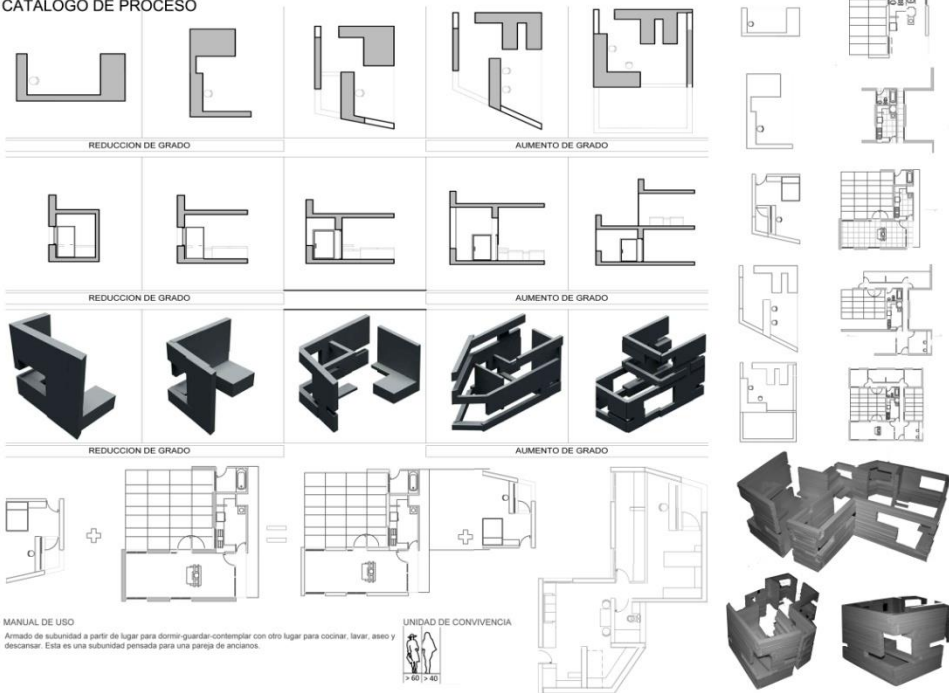 CATALOGO DE PROCESO
REDUCCION DE GRADO
AUMENTO DE GRADO
REDUCCION DE GRADO
AUMENTO DE GRADO
REDUCCION DE GRADO
AUMENTO DE GRADO
MANUAL DE USO
Armado de subunidad a partir de lugar para dormir-guardar-contemplar con otro lugar para cocinar, lavar, aseo y
descansar. Esta es una subunidad pensada para una pareja de ancianos.
UNIDAD DE CONVIVENCIA
> 60 > 40